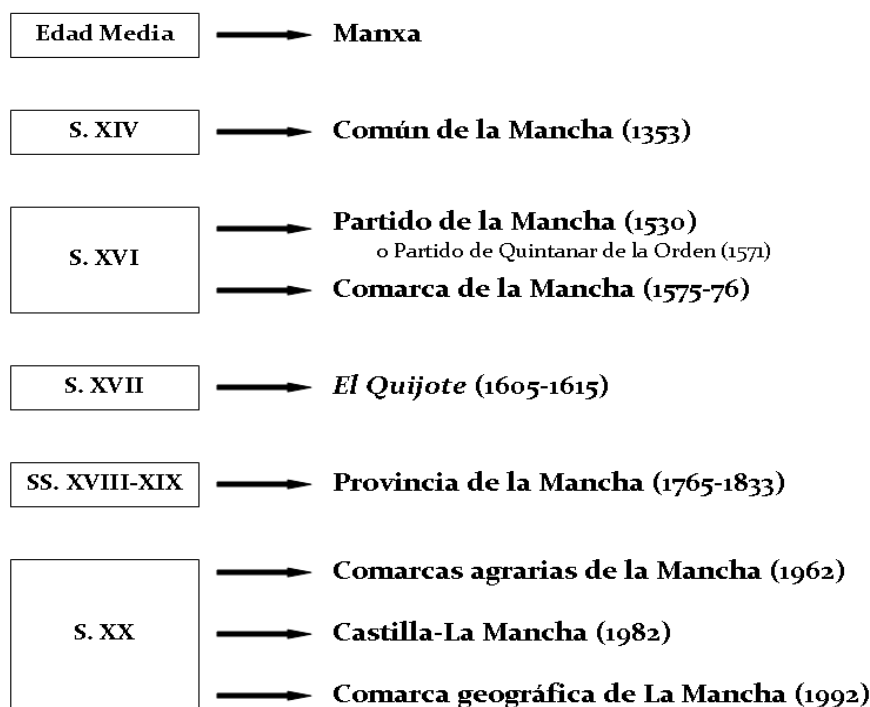 Edad Media
Manxa
S. XIV
Común de la Mancha (1353)
S. XVI
Partido de la Mancha (1530)
o Partido de Quintanar de la Orden (1571)
Comarca de la Mancha (1575-76)
S. XVII
El Quijote (1605-1615)
SS. XVIII-XIX
Provincia de la Mancha (1765-1833)
S. XX
Comarcas agrarias de la Mancha (1962)
Castilla-La Mancha (1982)
Comarca geográfica de La Mancha (1992)